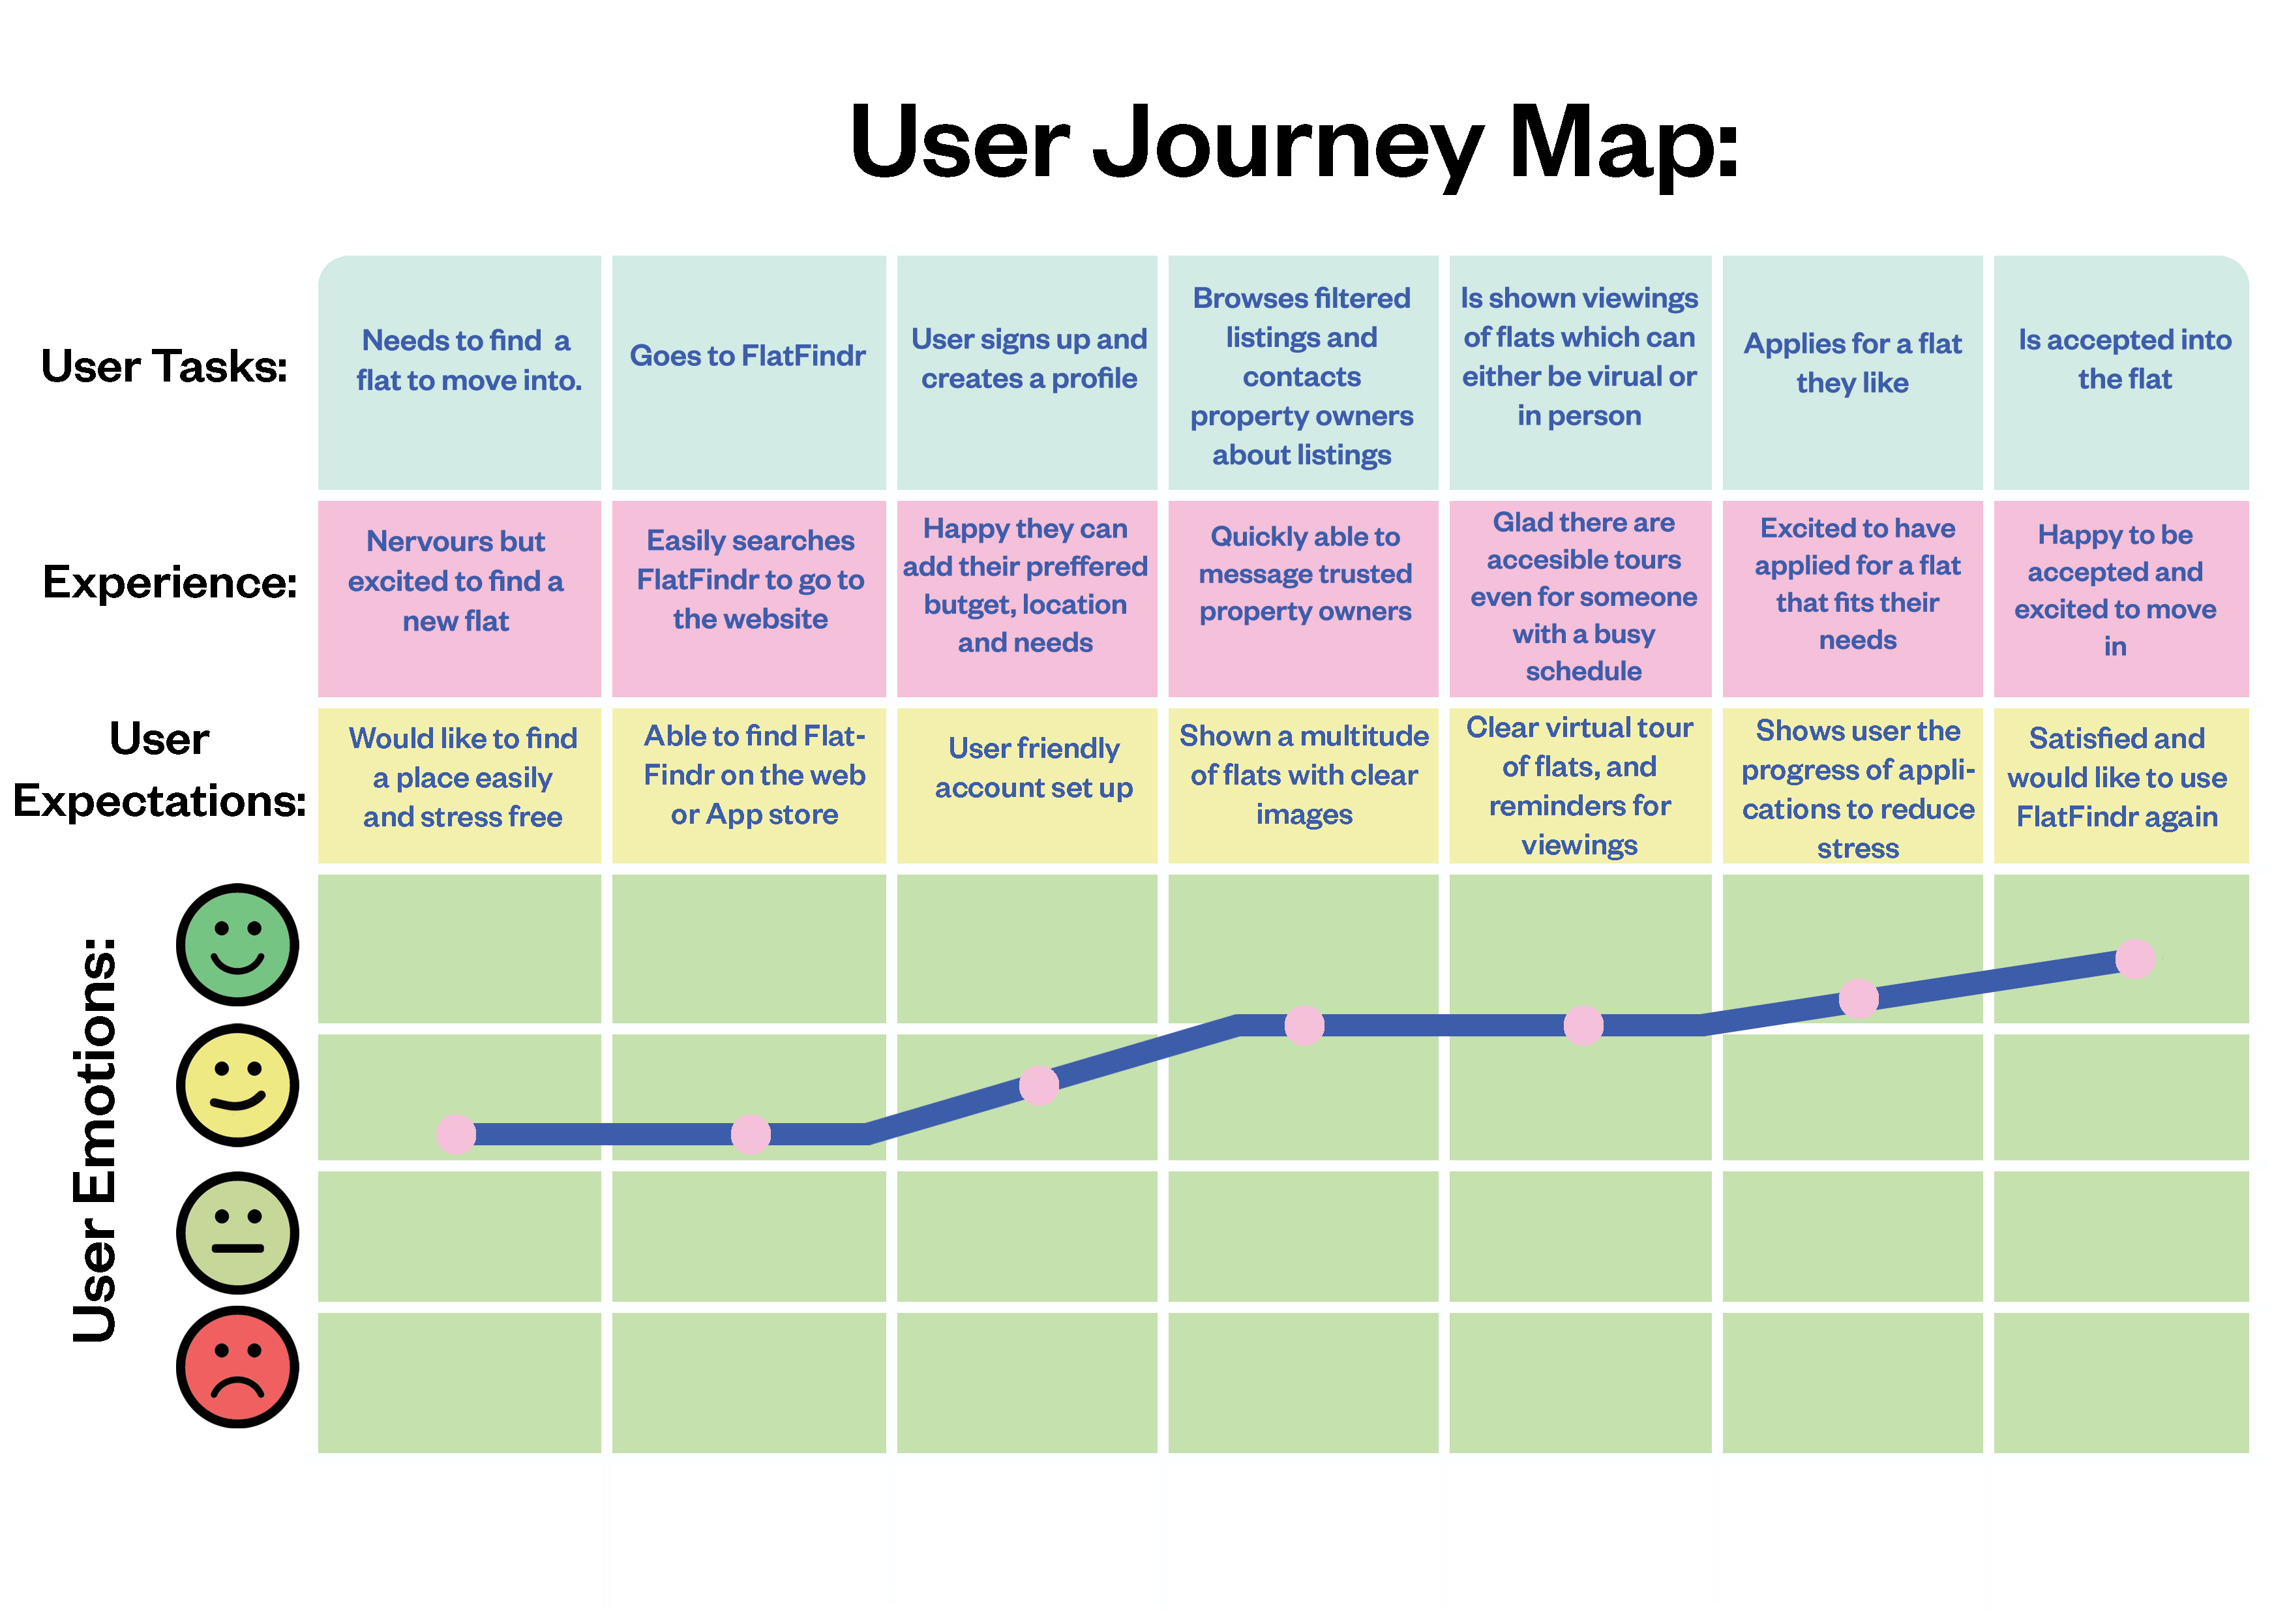 User Journey Map:
User Tasks:
Needs to find a
flat to move into.
Goes to FlatFindr
User signs up and
creates a profile
Browses filtered
listings and
contacts
property owners
about listings
Is shown viewings
of flats which can
either be virual or
in person
Applies for a flat
they like
Is accepted into
the flat
Experience:
Nervours but
excited to find a
new flat
Easily searches
FlatFindr to go to
the website
Happy they can
add their preffered
butget, location
and needs
Quickly able to
message trusted
property owners
Glad there are
accesible tours
even for someone
with a busy
schedule
Excited to have
applied for a flat
that fits their
needs
Happy to be
accepted and
excited to move
in
User
Expectations:
Would like to find
a place easily
and stress free
Able to find Flat-
Findr on the web
or App store
User friendly
account set up
Shown a multitude
of flats with clear
images
Clear virtual tour
of flats, and
reminders for
viewings
Shows user the
progress of appli-
cations to reduce
stress
Satisfied and
would like to use
FlatFindr again
User Emotions: